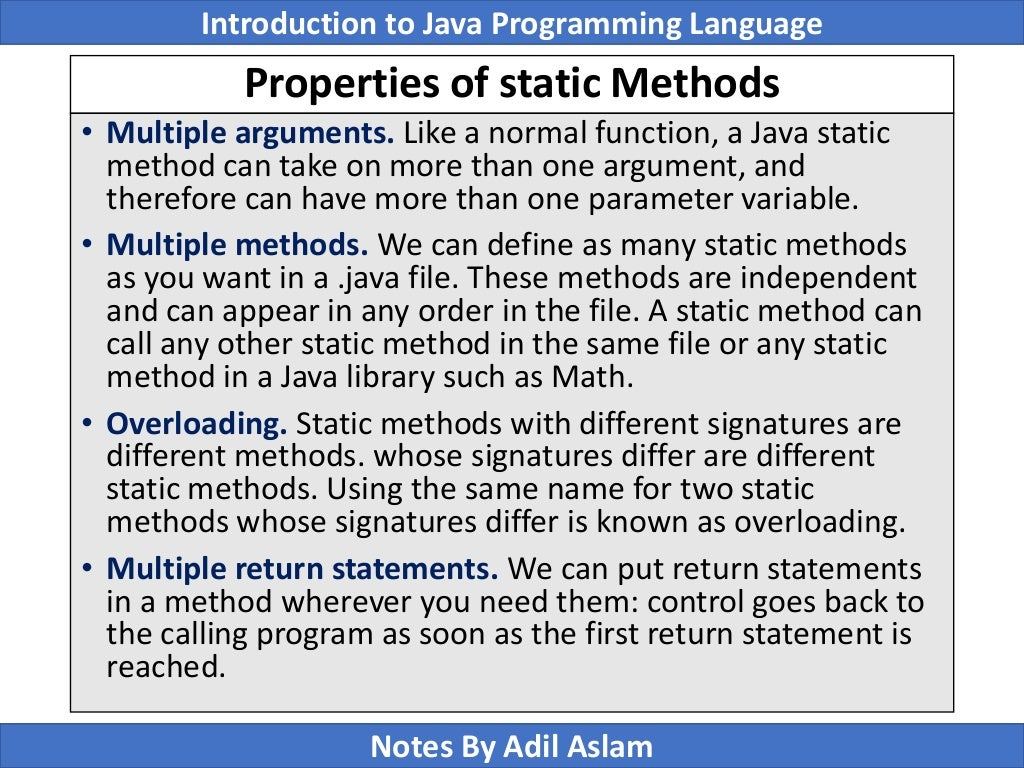 Introduction to Java Programming Language
Properties of static Methods
• Multiple arguments. Like a normal function, a Java static
method can take on more than one argument, and
therefore can have more than one parameter variable.
• Multiple methods. We can define as many static methods
as you want in a .java file. These methods are independent
and can appear in any order in the file. A static method can
call any other static method in the same file or any static
method in a Java library such as Math.
• Overloading. Static methods with different signatures are
different methods. whose signatures differ are different
static methods. Using the same name for two static
methods whose signatures differ is known as overloading.
• Multiple return statements. We can put return statements
in a method wherever you need them: control goes back to
the calling program as soon as the first return statement is
reached.
Notes By Adil Aslam